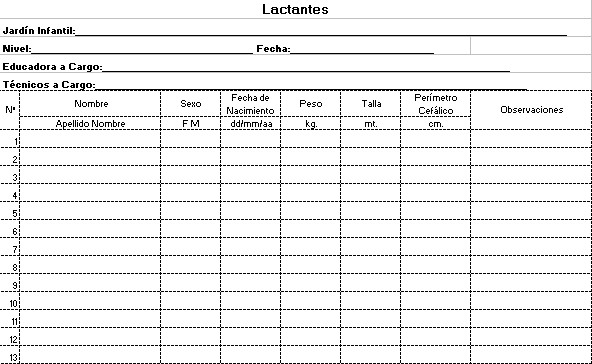 Lactantes
Jardín Infantil:
Nivel: Fecha:
Educadora a Cargo:
Técnicos a Cargo:
Nº Nombre Sexo Fecha de Nacimiento Peso Talla Perímetro Cefálico Observaciones
Apellido Nombre F M dd/mm/aa kg. mt. cm.
1
2
3
4
5
6
7
8
9
10
11
12
13